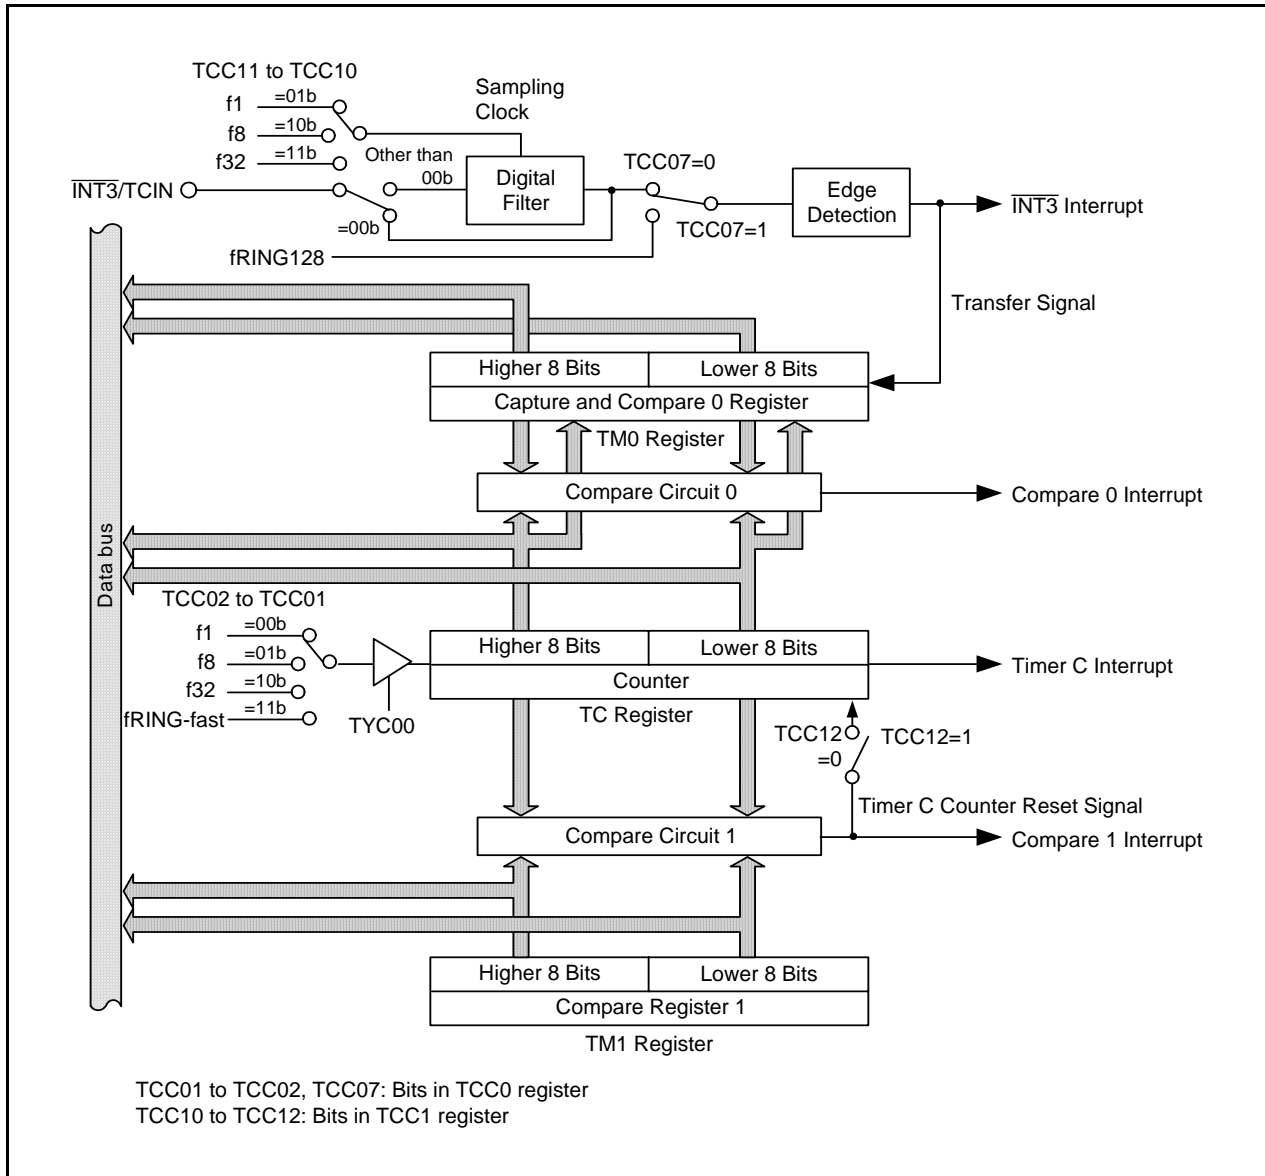 TCC11 to TCC10
f1
=01b
f8
=10b
f32
=11b
Sampling
Clock
Other than
00b
Digital
Filter
INT3/TCIN
=00b
TCC07=0
TCC07=1
Edge
Detection
INT3 Interrupt
fRING128
Transfer Signal
Higher 8 Bits
Lower 8 Bits
Capture and Compare 0 Register
TM0 Register
Compare Circuit 0
Compare 0 Interrupt
Data bus
TCC02 to TCC01
f1
=00b
f8
=01b
f32
=10b
fRING-fast
=11b
TYC00
Higher 8 Bits
Lower 8 Bits
Counter
TC Register
Timer C Interrupt
TCC12
=0
TCC12=1
Timer C Counter Reset Signal
Compare Circuit 1
Compare 1 Interrupt
Higher 8 Bits
Lower 8 Bits
Compare Register 1
TM1 Register
TCC01 to TCC02, TCC07: Bits in TCC0 register
TCC10 to TCC12: Bits in TCC1 register